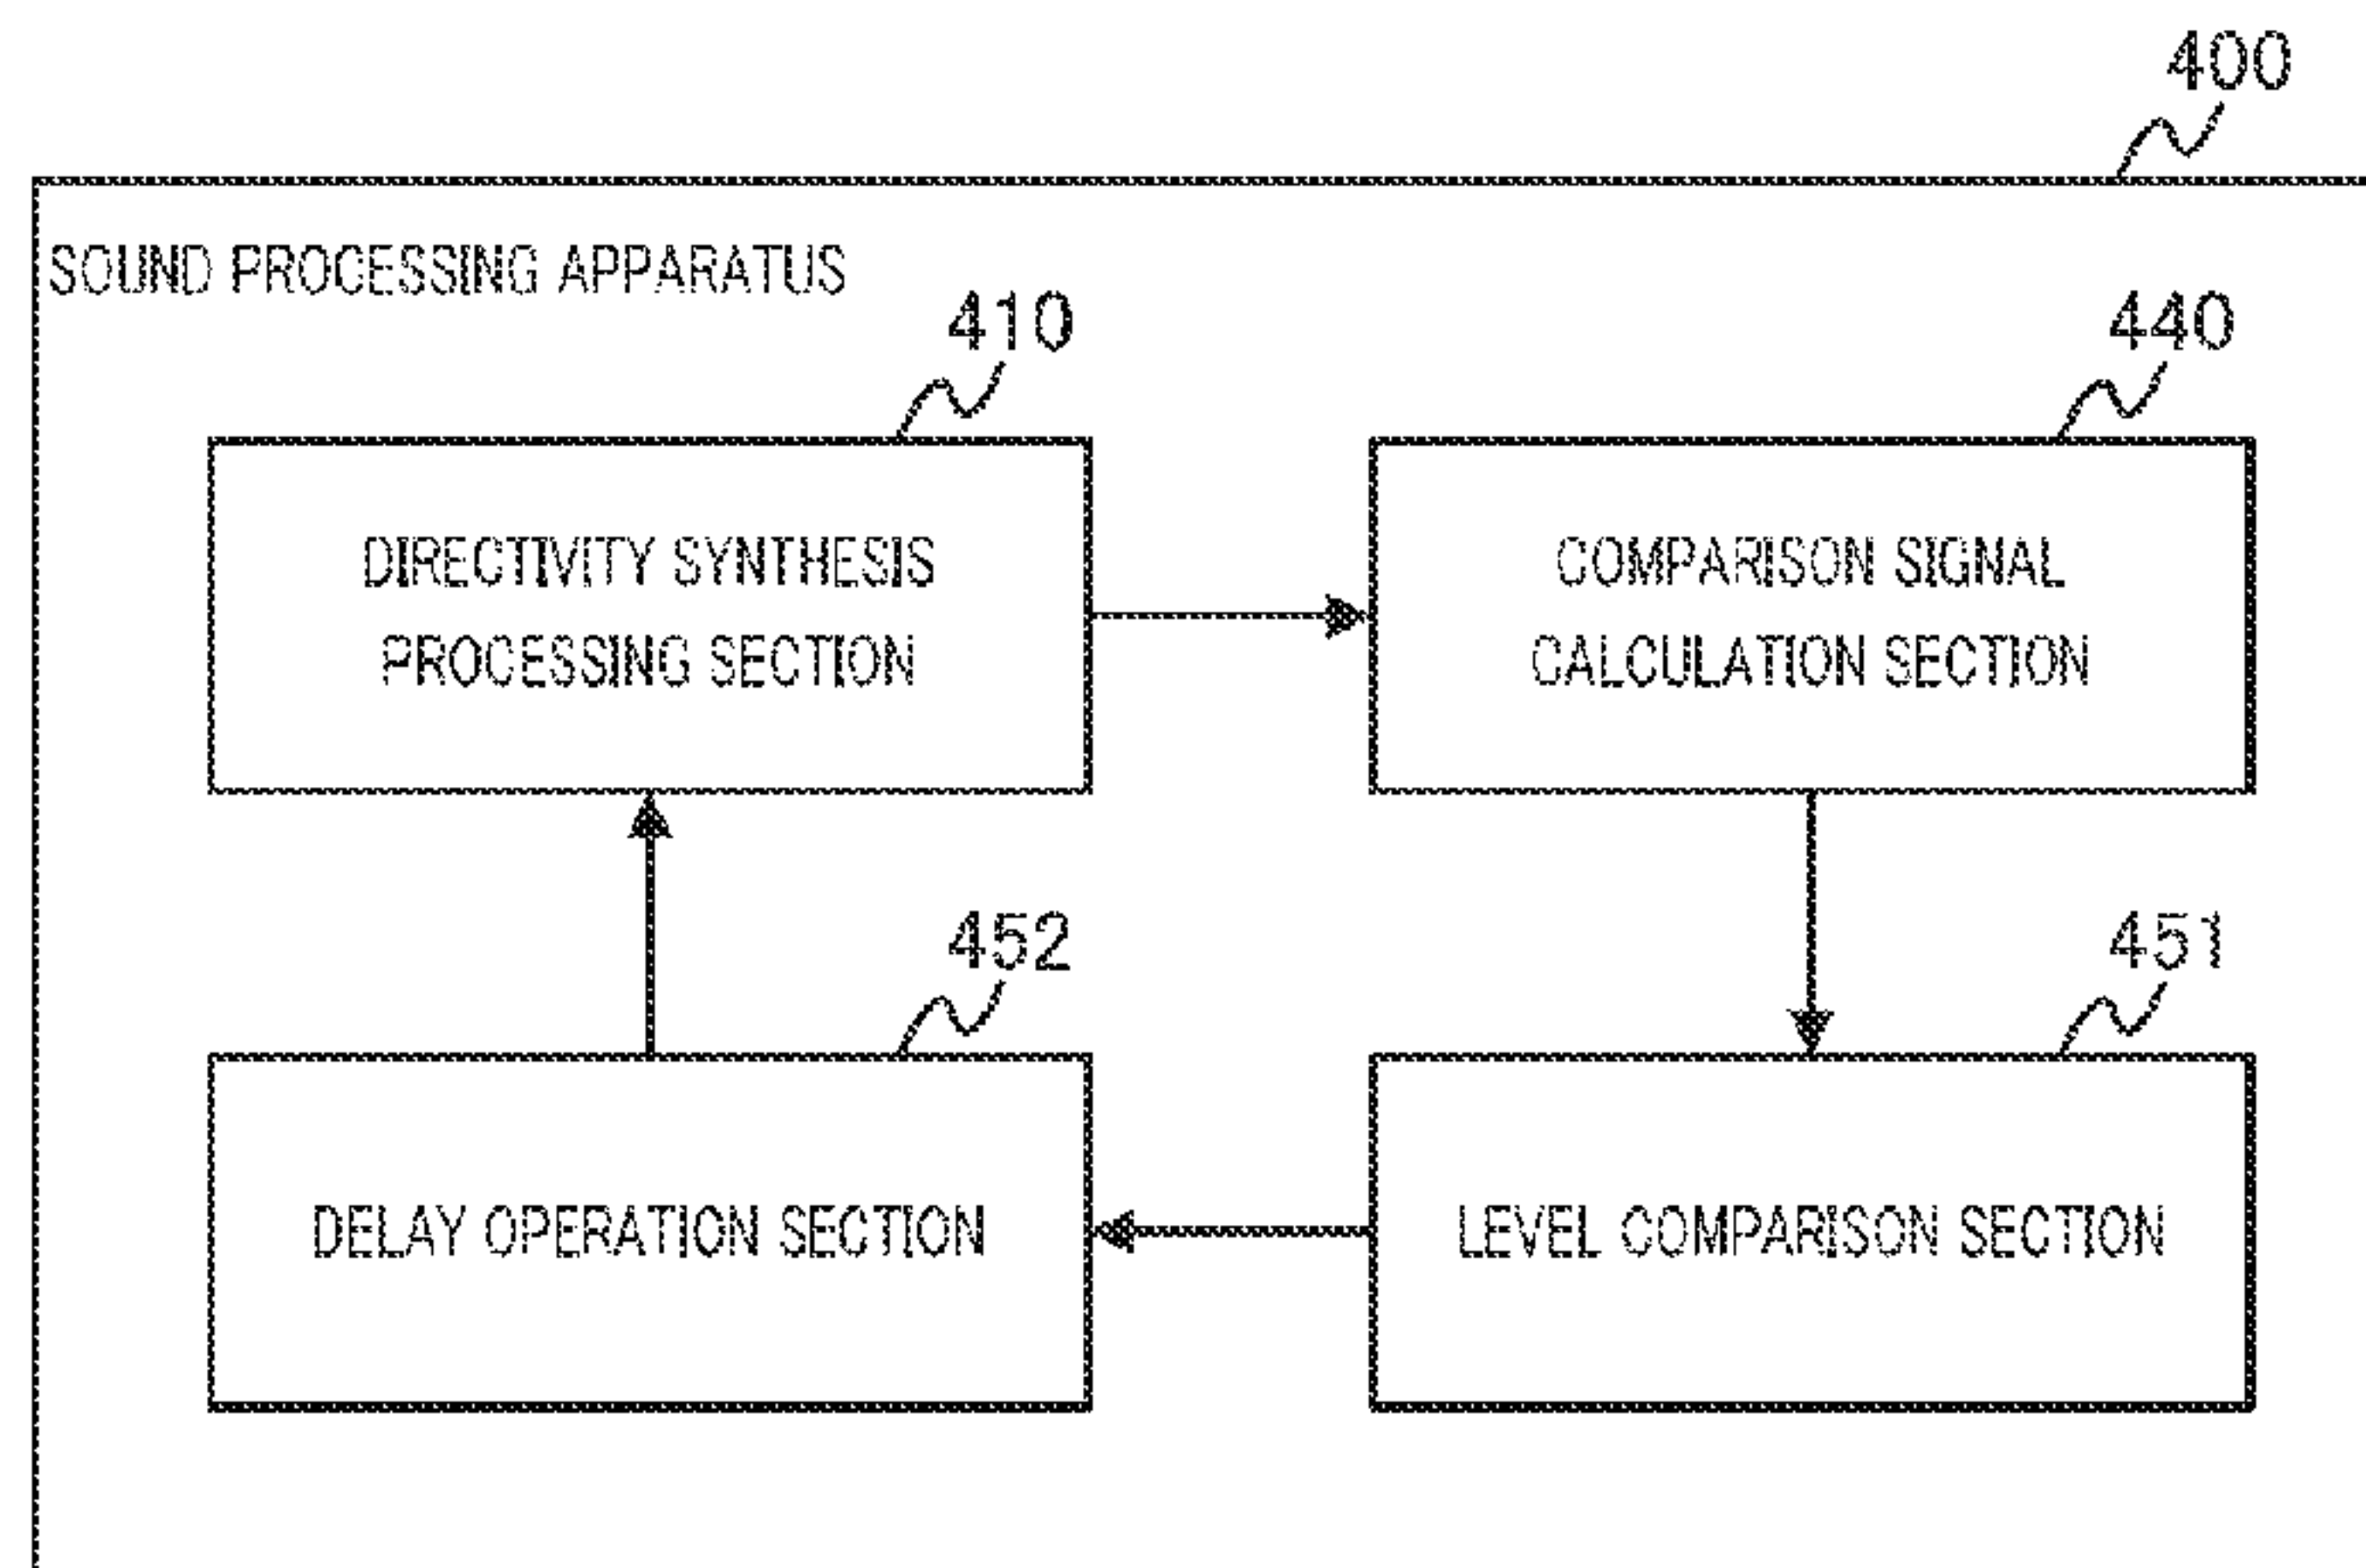 400
SOUND PROCESSING APPARATUS
410
440
DIRECTIVITY SYNTHESIS
PROCESSING SECTION
COMPARISON SIGNAL
CALCULATION SECTION
452
451
DELAY OPERATION SECTION
LEVEL COMPARISON SECTION